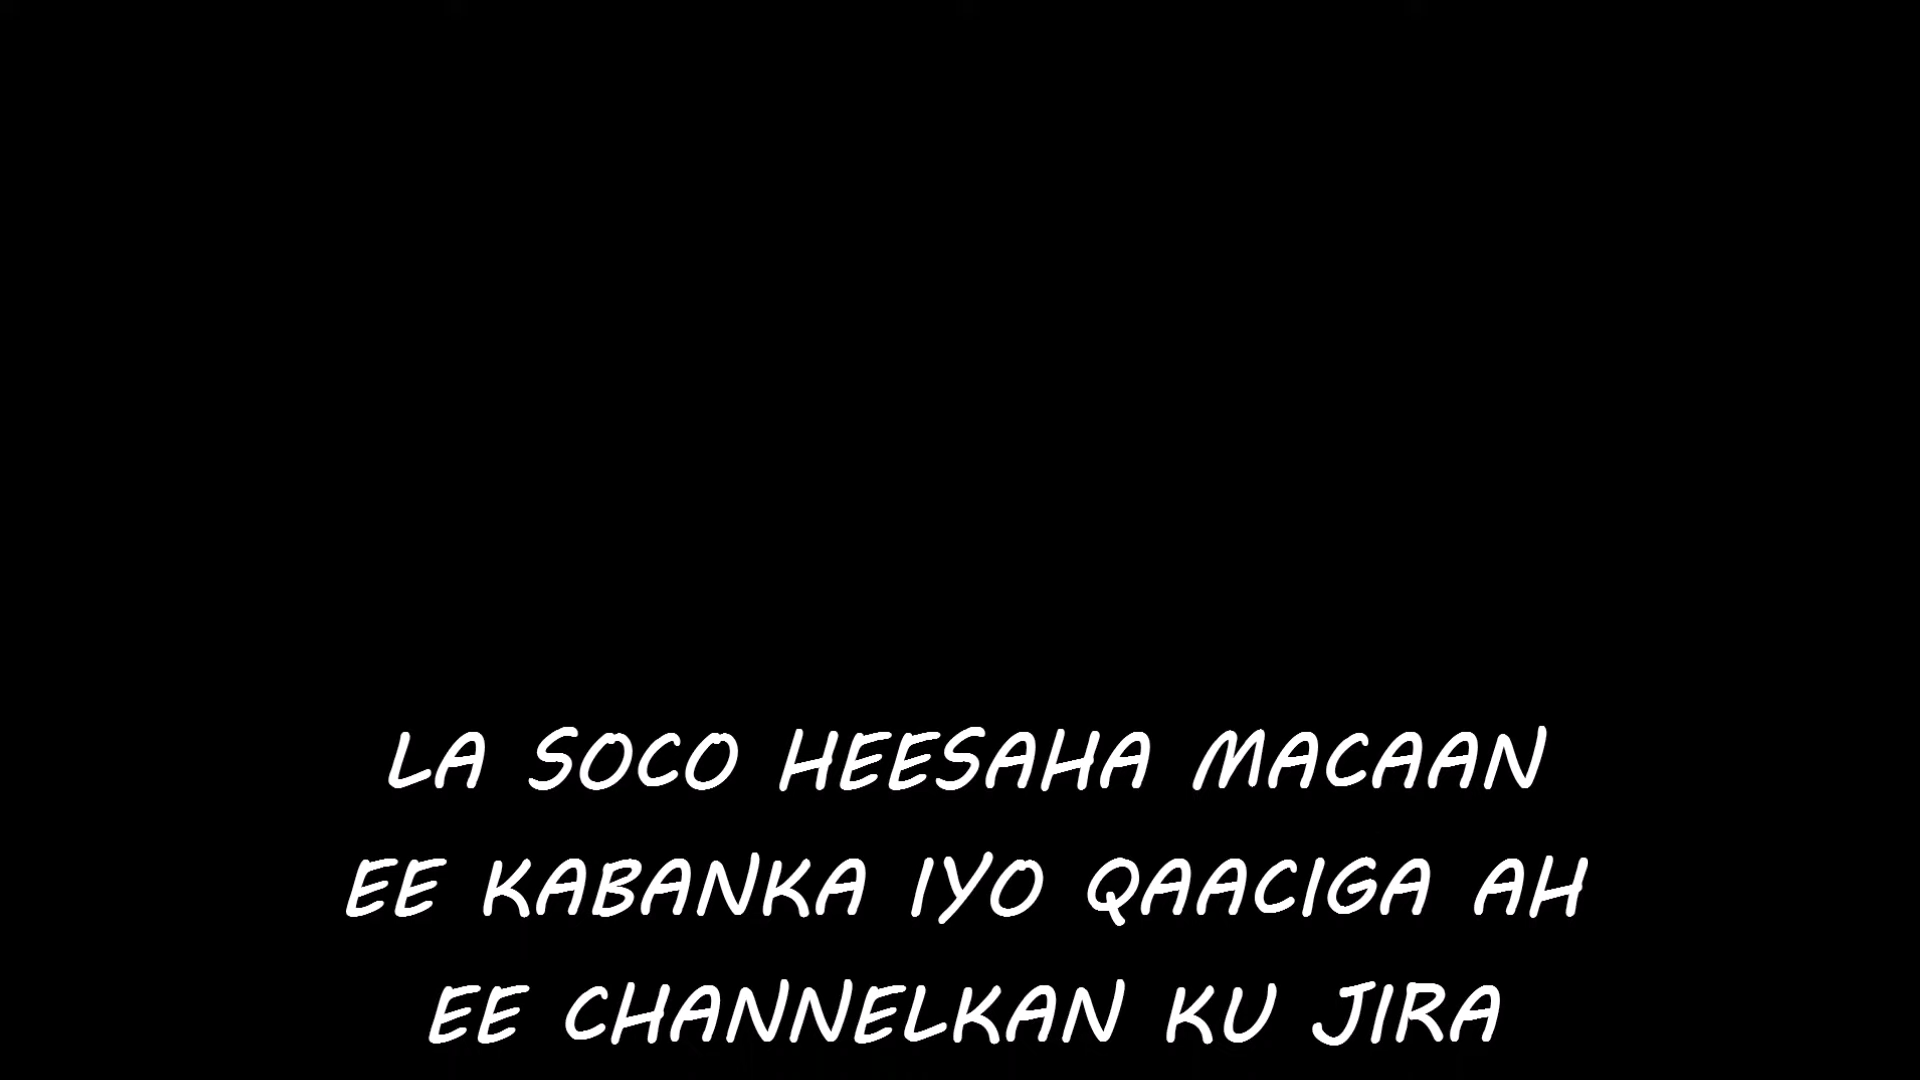 LA SOCO HEESAHA MACAAN
EE KABANKA IYO QAACIGA AH
EE CHANNELKAN KU JIRA